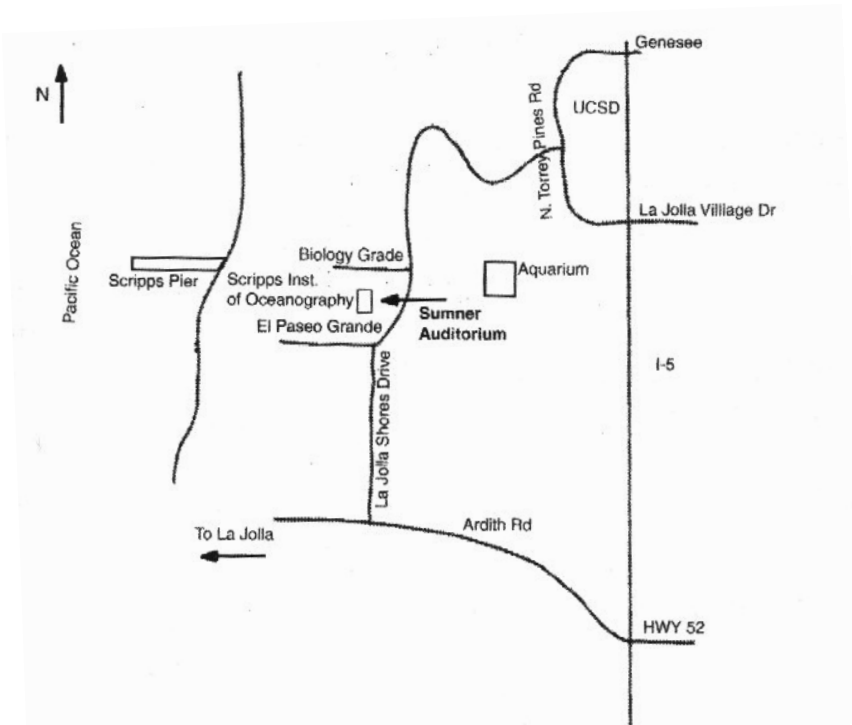 Genesee
N
UCSD
N. Torrey Pines Rd
La Jolla Villiage Dr
Pacific Ocean
Biology Grade
Aquarium
Scripps Pier
Scripps Inst.
of Oceanography
Sumner
Auditorium
El Paseo Grande
I-5
La Jolla Shores Drive
Ardith Rd
To La Jolla
HWY 52